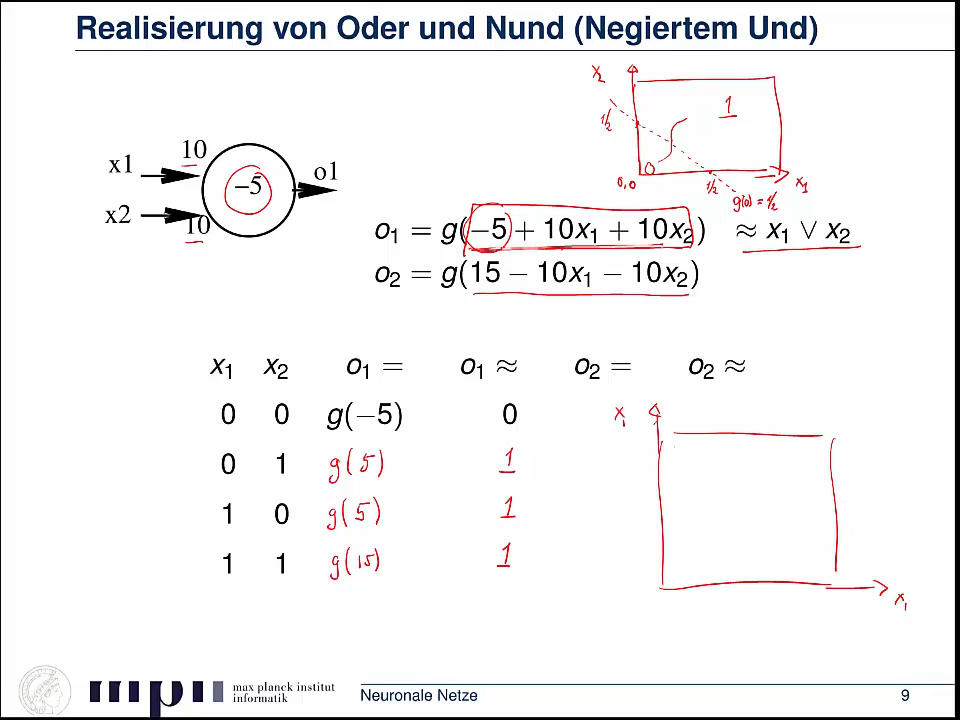 Realisierung von Oder und Nund (Negiertem Und)
x₂
1/2
1
0
0,0
1/2
x₁
g(0) = 1/2
x1
10
−5
o1
x2
10
o₁ = g(−5 + 10x₁ + 10x₂) ≈ x₁ ∨ x₂
o₂ = g(15 − 10x₁ − 10x₂)
x₁ x₂ o₁ = o₁ ≈ o₂ = o₂ ≈
0 0 g(−5) 0
0 1 g(5) 1
1 0 g(5) 1
1 1 g(15) 1
x₁
x₁
max planck institut
informatik
Neuronale Netze
9